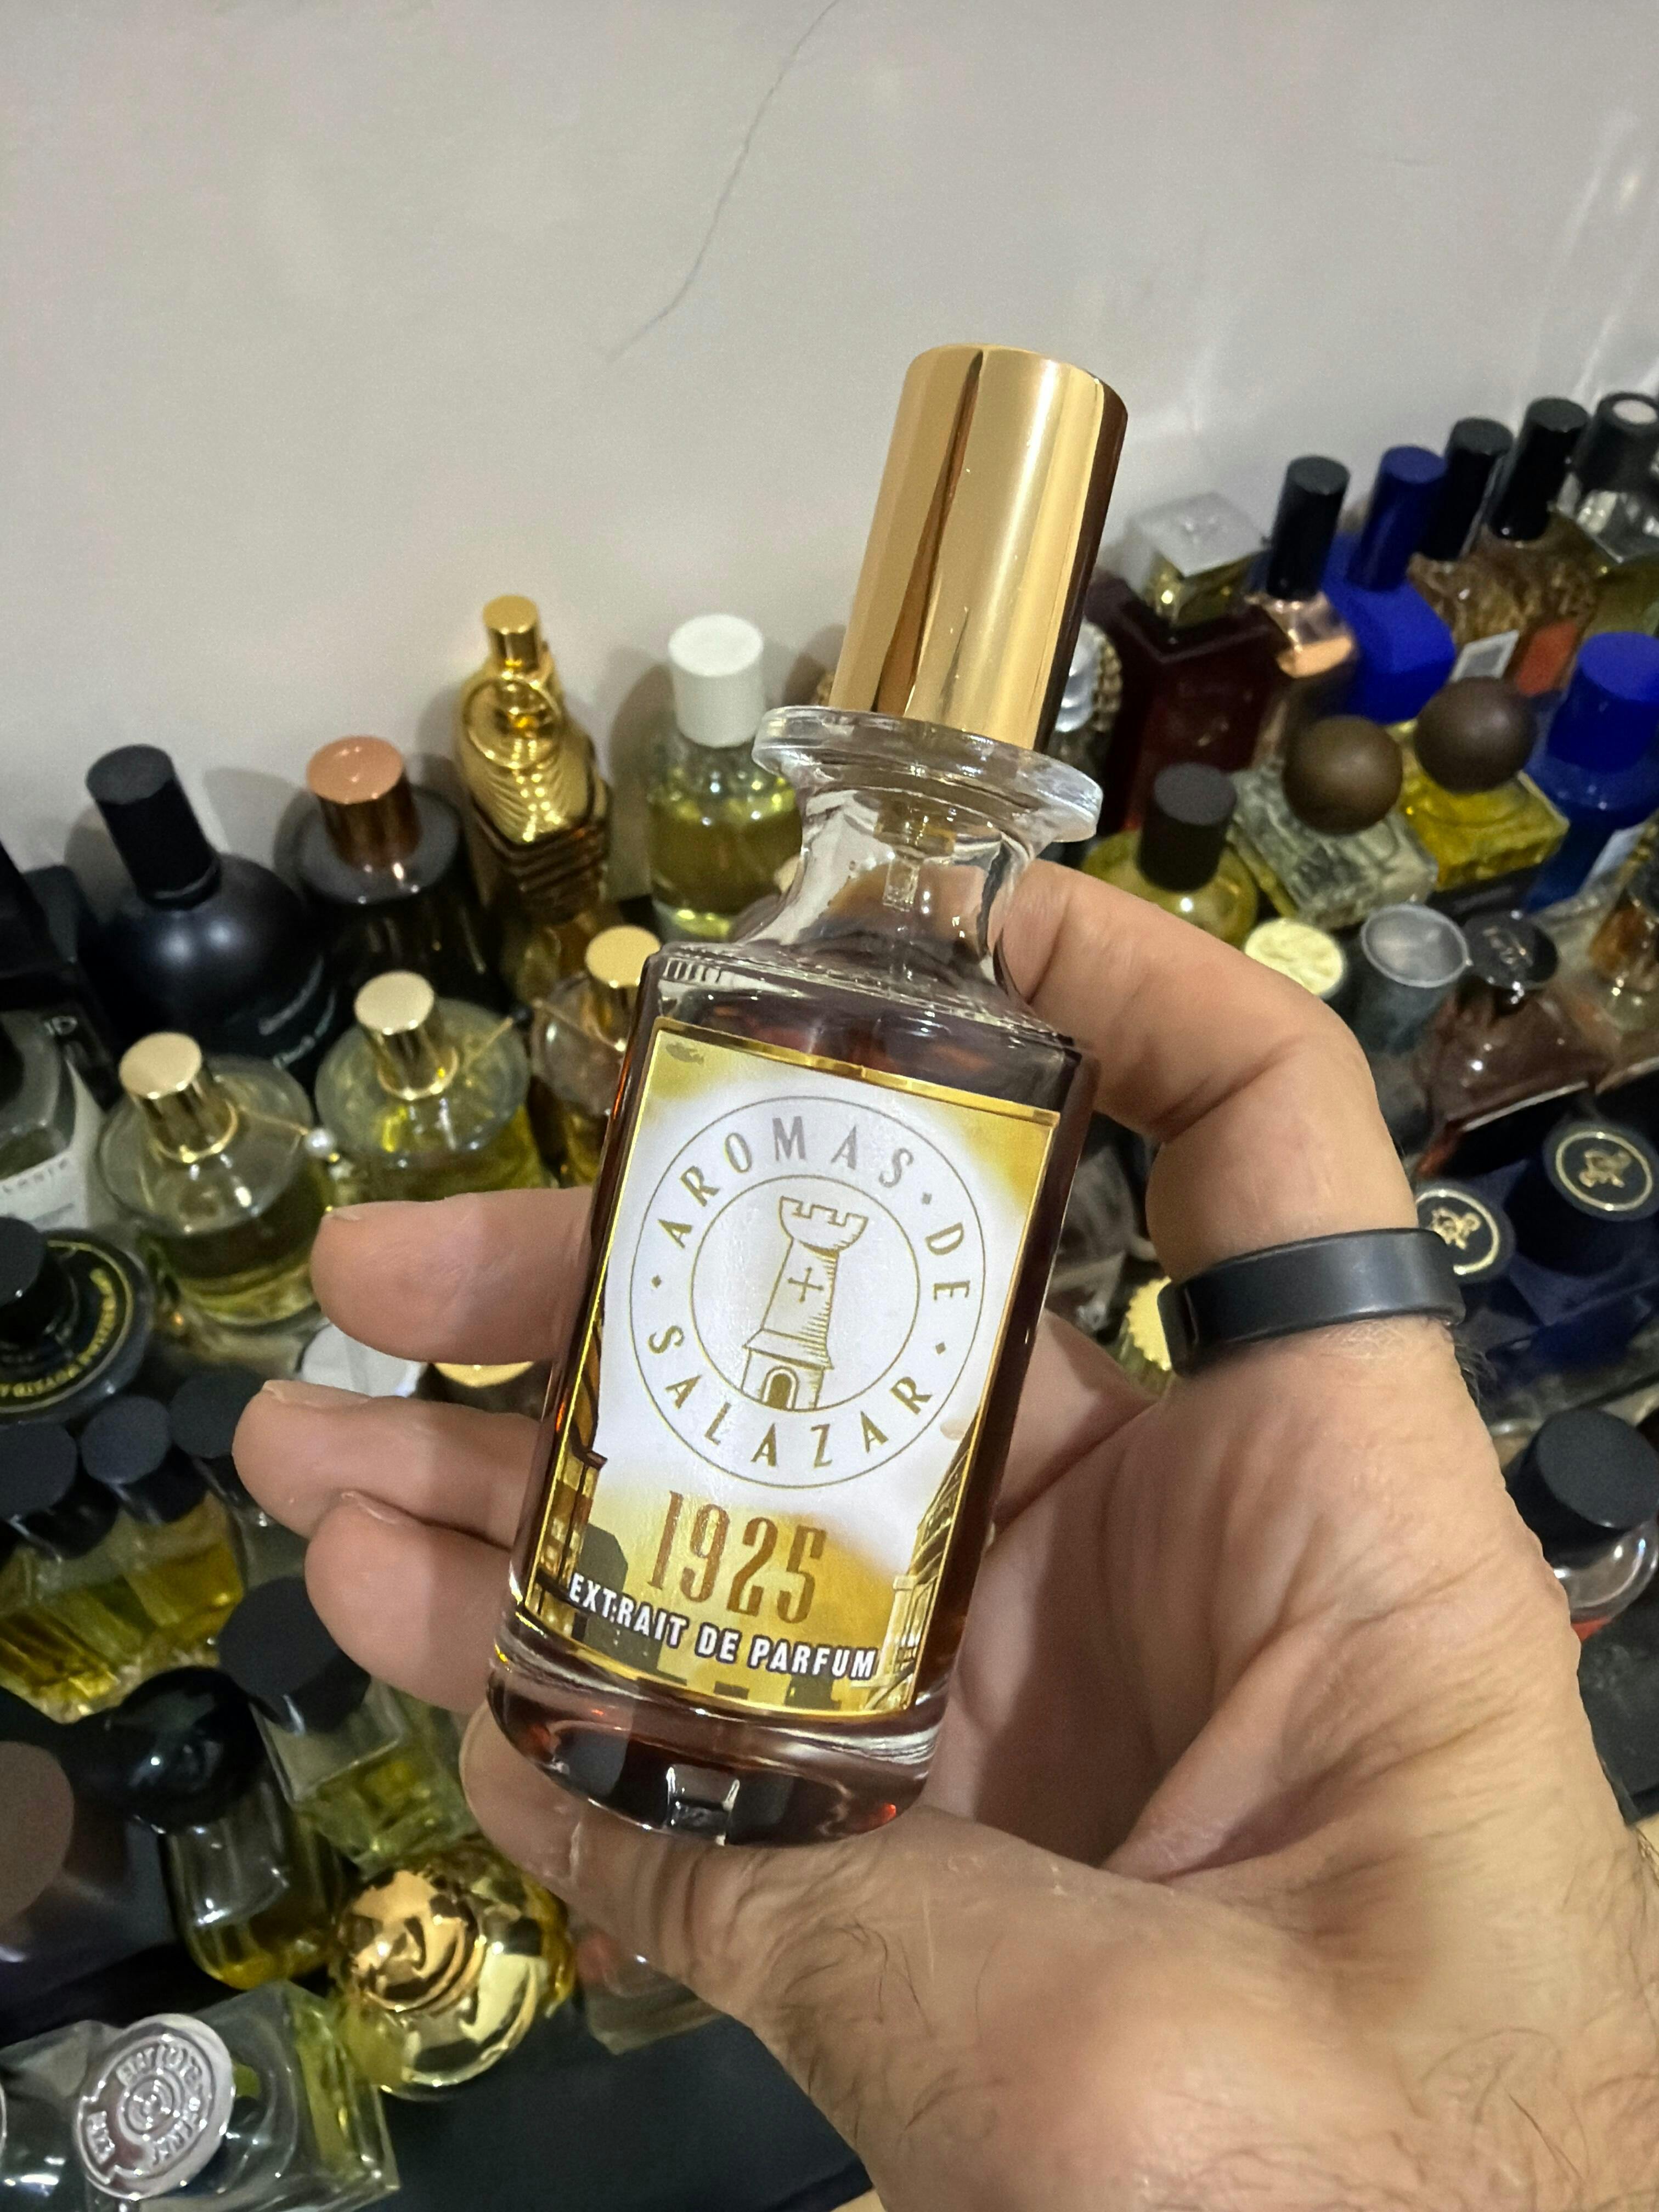 AROMAS · DE · SALAZAR ·
1925
EXTRAIT DE PARFUM